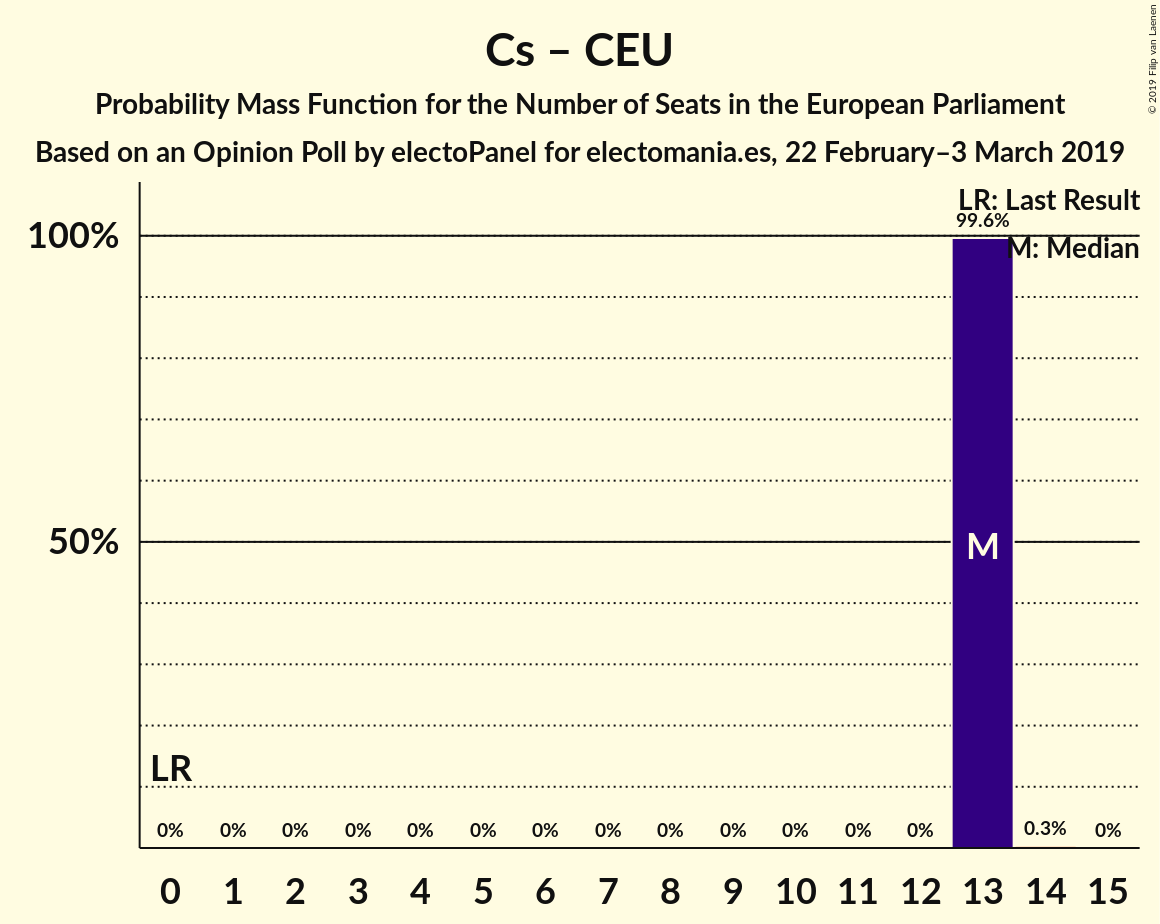 Cs – CEU
Probability Mass Function for the Number of Seats in the European Parliament
Based on an Opinion Poll by electoPanel for electomania.es, 22 February–3 March 2019
© 2019 Filip van Laenen
LR: Last Result
99.6%
100%
M: Median
50%
M
LR
0% 0% 0% 0% 0% 0% 0% 0% 0% 0% 0% 0% 0% 0.3% 0%
0 1 2 3 4 5 6 7 8 9 10 11 12 13 14 15